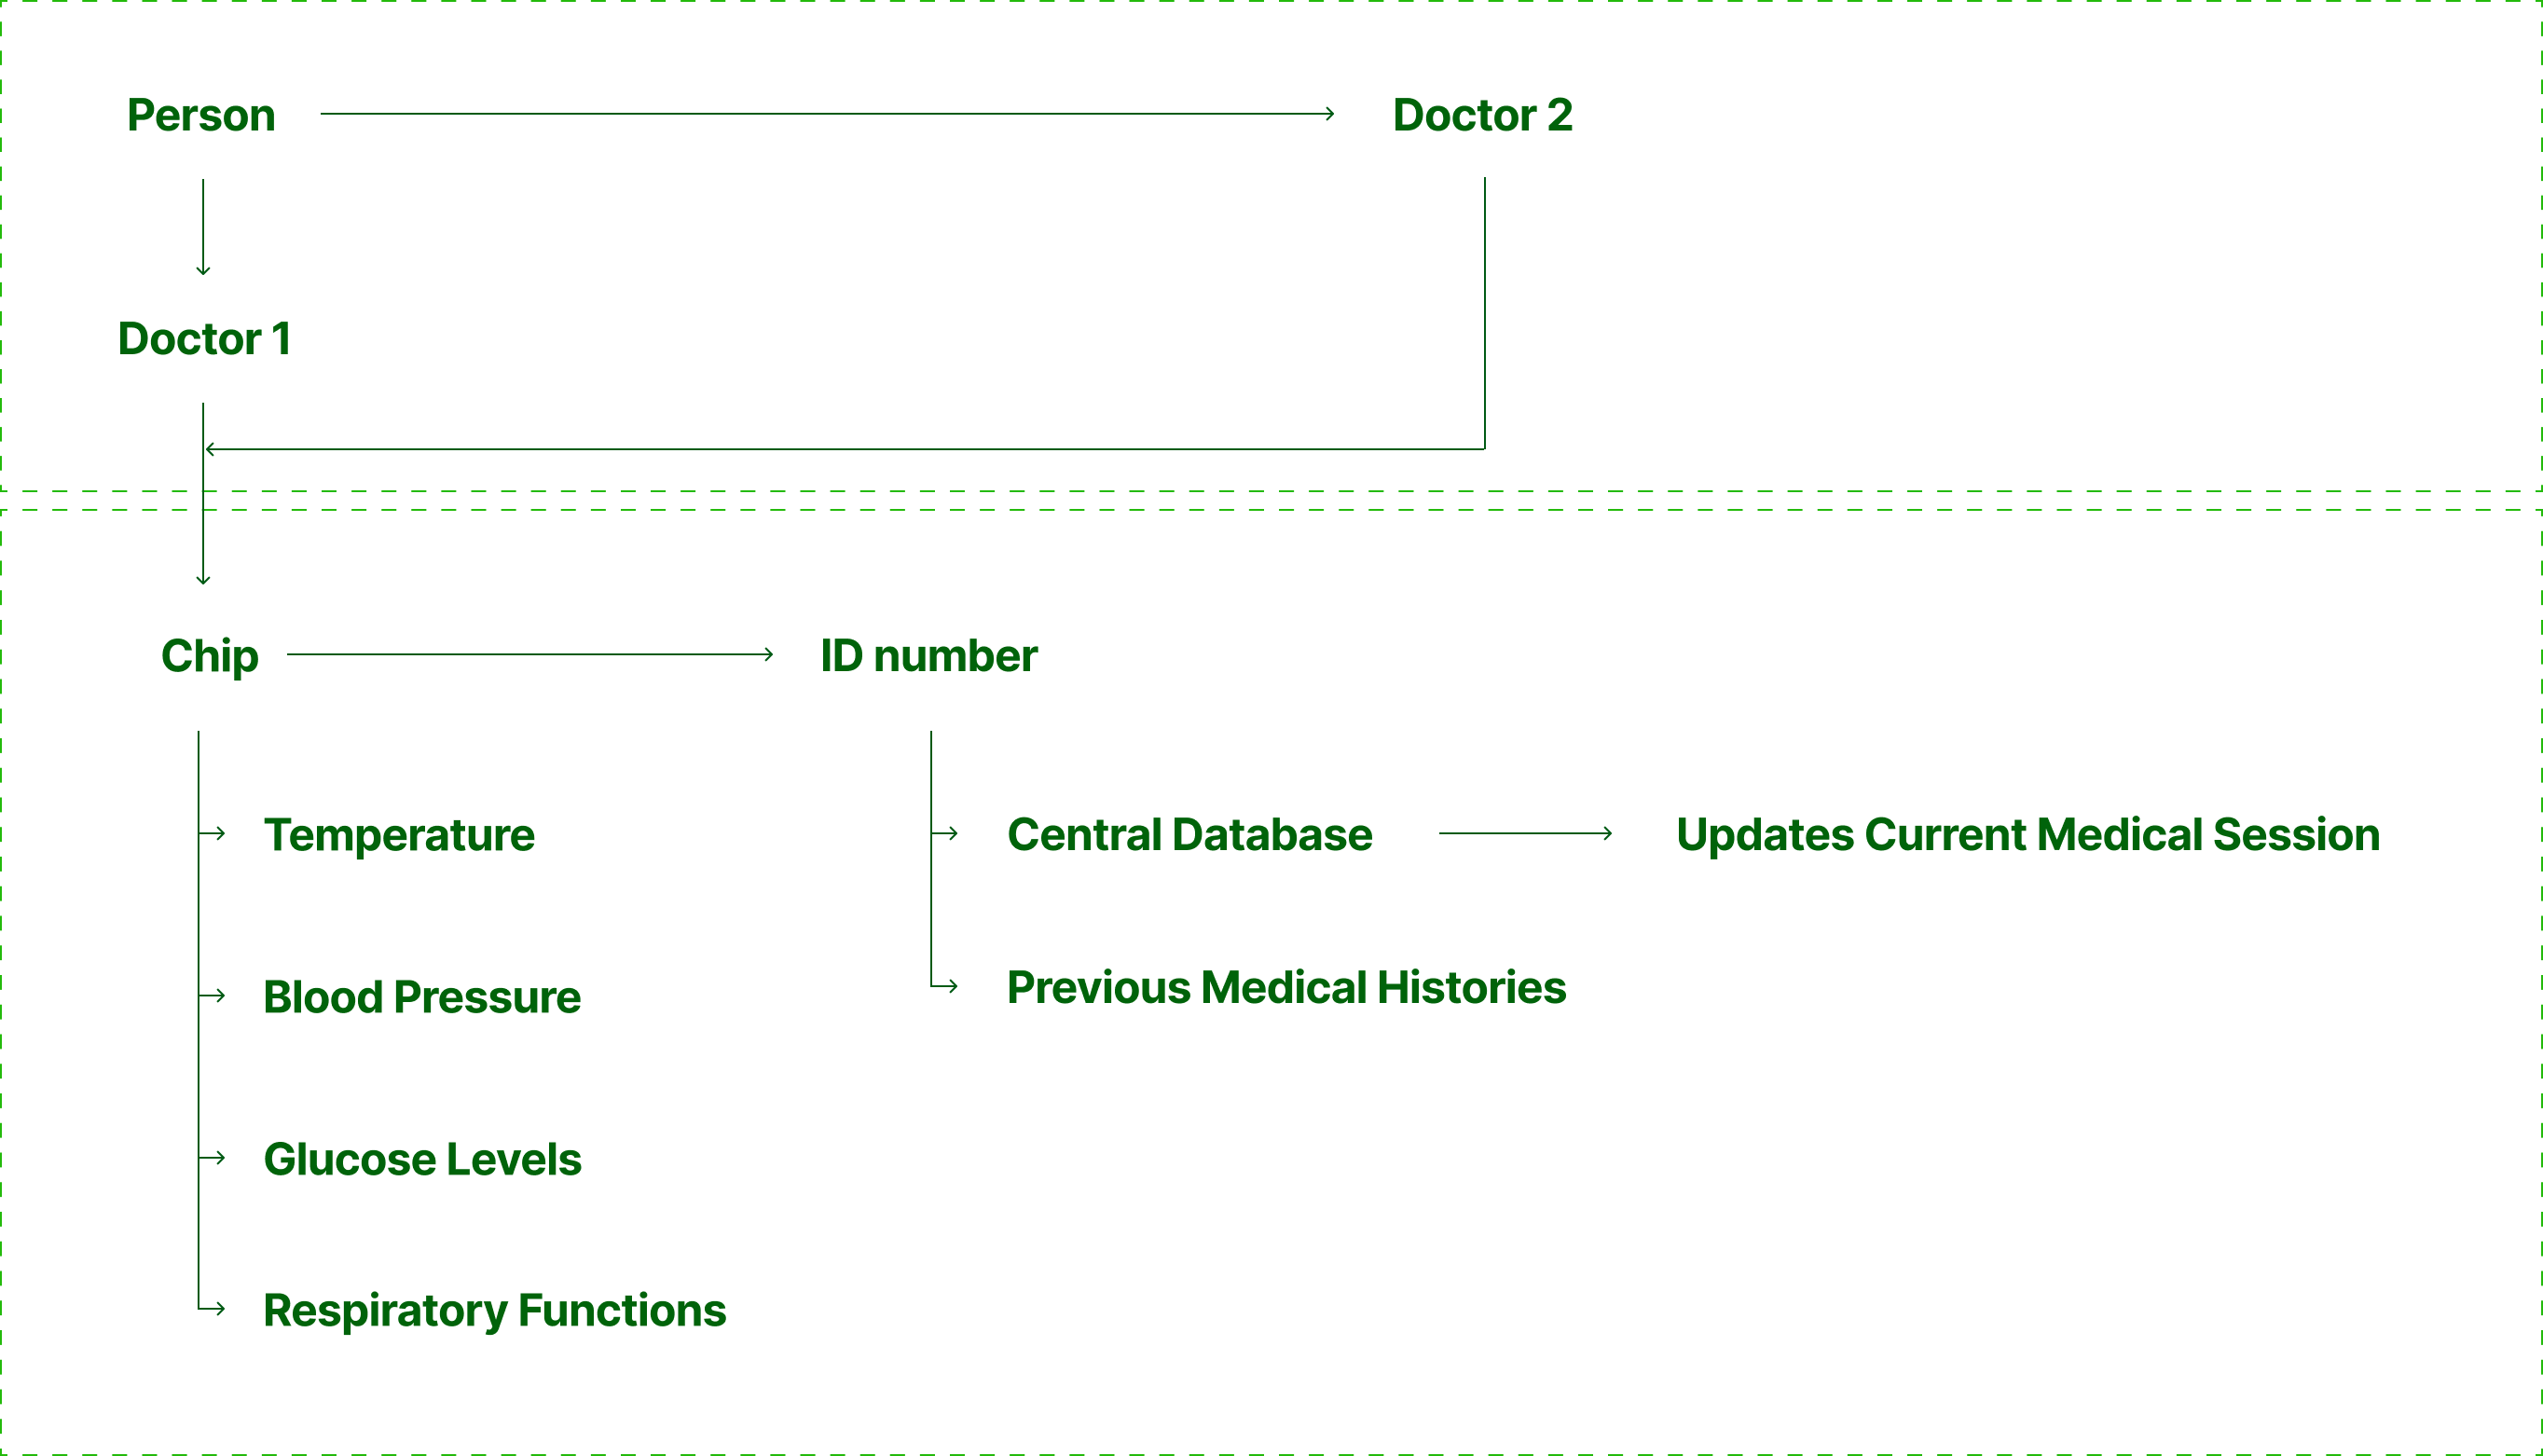 Person
Doctor 2
Doctor 1
Chip
ID number
Temperature
Central Database
Updates Current Medical Session
Blood Pressure
Previous Medical Histories
Glucose Levels
Respiratory Functions